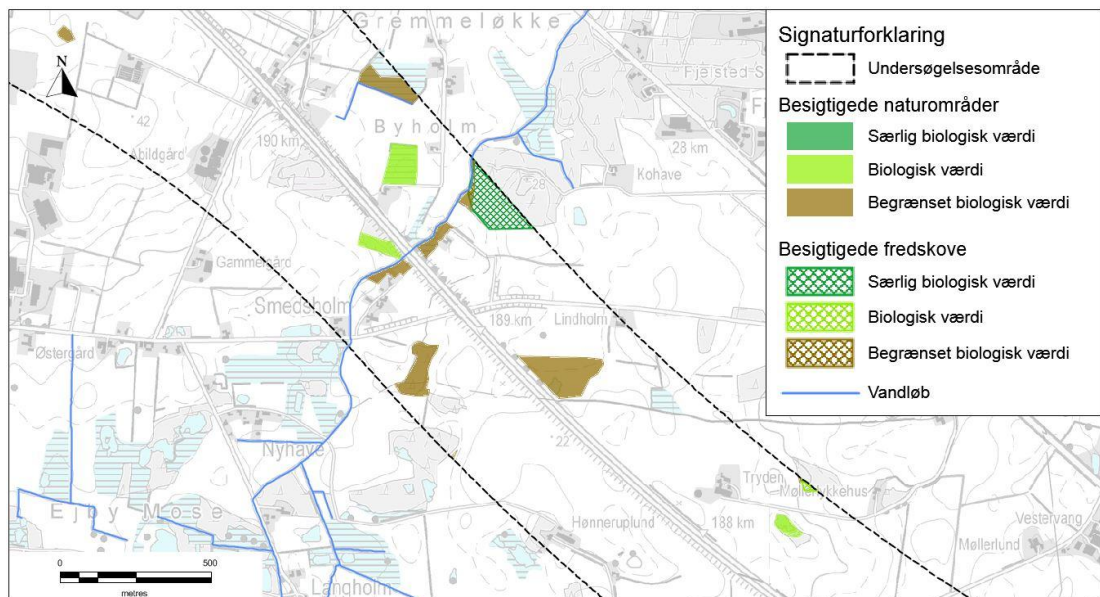 Gremmeløkke
Fjelsted S
N
42
Byholm
F
190 km
Abildgård
28 km
28
Kohave
Gammelgård
Smedsholm
189 km
Lindholm
Østergård
22
Nyhave
Tryden
Møllerlykkehus
Ejby Mose
Hønneruplund
188 km
Vestervang
Møllerlund
Langholm
0
500
metres
Signaturforklaring
Undersøgelsesområde
Besigtigede naturområder
Særlig biologisk værdi
Biologisk værdi
Begrænset biologisk værdi
Besigtigede fredskove
Særlig biologisk værdi
Biologisk værdi
Begrænset biologisk værdi
Vandløb